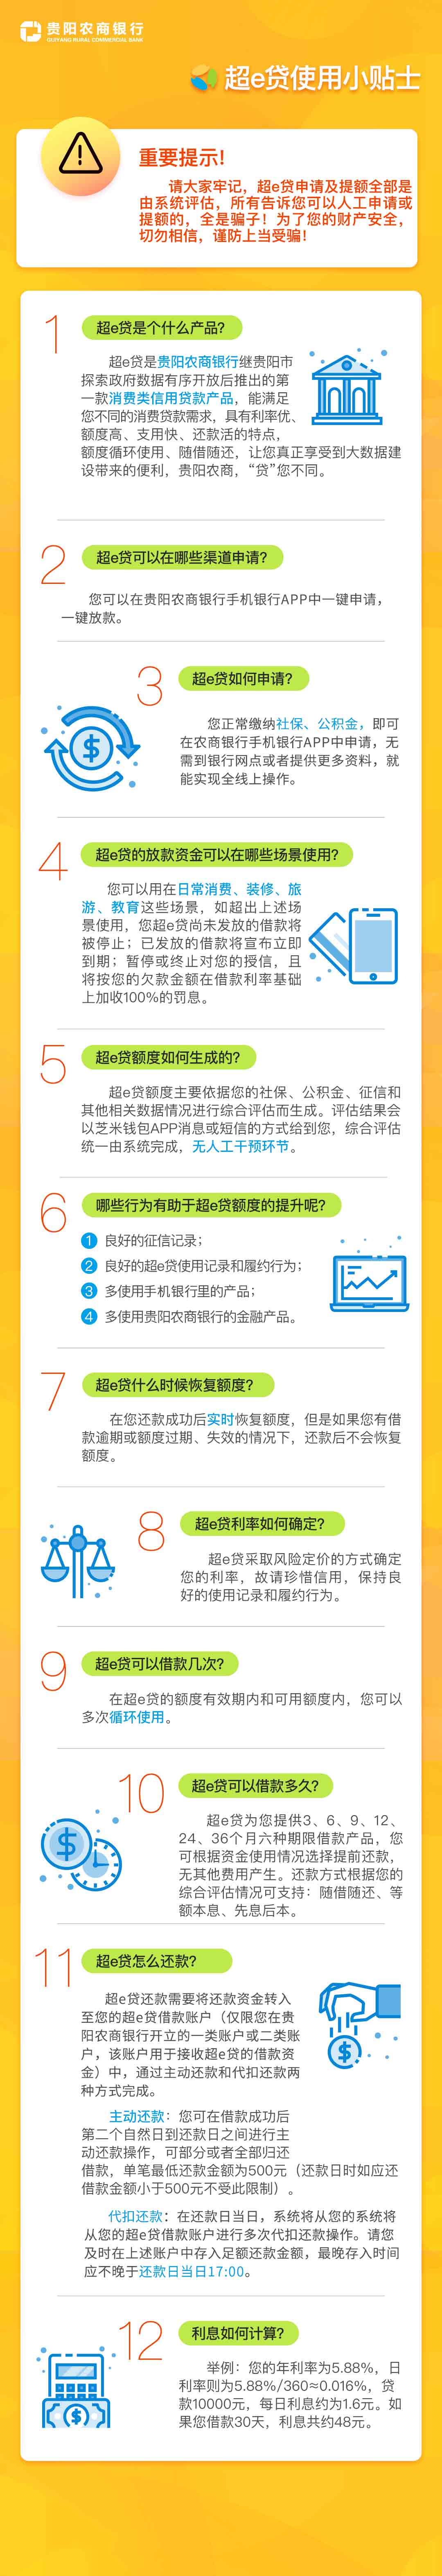 贵阳农商银行
GUIYANG RURAL COMMERCIAL BANK
超e贷使用小贴士
重要提示!
请大家牢记，超e贷申请及提额全部是
由系统评估，所有告诉您可以人工申请或
提额的，全是骗子！为了您的财产安全，
切勿相信，谨防上当受骗！
1
超e贷是个什么产品?
超e贷是贵阳农商银行继贵阳市
探索政府数据有序开放后推出的第
一款消费类信用贷款产品，能满足
您不同的消费贷款需求，具有利率优、
额度高、支用快、还款活的特点，
额度循环使用、随借随还，让您真正享受到大数据建
设带来的便利，贵阳农商，“贷”您不同。
2
超e贷可以在哪些渠道申请?
您可以在贵阳农商银行手机银行APP中一键申请，
一键放款。
3
超e贷如何申请?
您正常缴纳社保、公积金，即可
在农商银行手机银行APP中申请，无
需到银行网点或者提供更多资料，就
能实现全线上操作。
4
超e贷的放款资金可以在哪些场景使用?
您可以用在日常消费、装修、旅
游、教育这些场景，如超出上述场
景使用，您超e贷尚未发放的借款将
被停止；已发放的借款将宣布立即
到期；暂停或终止对您的授信，且
将按您的欠款金额在借款利率基础
上加收100%的罚息。
5
超e贷额度如何生成的?
超e贷额度主要依据您的社保、公积金、征信和
其他相关数据情况进行综合评估而生成。评估结果会
以芝米钱包APP消息或短信的方式给到您，综合评估
统一由系统完成，无人工干预环节。
6
哪些行为有助于超e贷额度的提升呢?
1 良好的征信记录；
2 良好的超e贷使用记录和履约行为；
3 多使用手机银行里的产品；
4 多使用贵阳农商银行的金融产品。
7
超e贷什么时候恢复额度?
在您还款成功后实时恢复额度，但是如果您有借
款逾期或额度过期、失效的情况下，还款后不会恢复
额度。
8
超e贷利率如何确定?
超e贷采取风险定价的方式确定
您的利率，故请珍惜信用，保持良
好的使用记录和履约行为。
9
超e贷可以借款几次?
在超e贷的额度有效期内和可用额度内，您可以
多次循环使用。
10
超e贷可以借款多久?
超e贷为您提供3、6、9、12、
24、36个月六种期限借款产品，您
可根据资金使用情况选择提前还款，
无其他费用产生。还款方式根据您的
综合评估情况可支持：随借随还、等
额本息、先息后本。
11
超e贷怎么还款?
超e贷还款需要将还款资金转入
至您的超e贷借款账户（仅限您在贵
阳农商银行开立的一类账户或二类账
户，该账户用于接收超e贷的借款资
金）中，通过主动还款和代扣还款两
种方式完成。
主动还款：您可在借款成功后
第二个自然日到还款日之间进行主
动还款操作，可部分或者全部归还
借款，单笔最低还款金额为500元（还款日时如应还
借款金额小于500元不受此限制）。
代扣还款：在还款日当日，系统将从您的系统将
从您的超e贷借款账户进行多次代扣还款操作。请您
及时在上述账户中存入足额还款金额，最晚存入时间
应不晚于还款日当日17:00。
12
利息如何计算?
举例：您的年利率为5.88%，日
利率则为5.88%/360≈0.016%，贷
款10000元，每日利息约为1.6元。如
果您借款30天，利息共约48元。